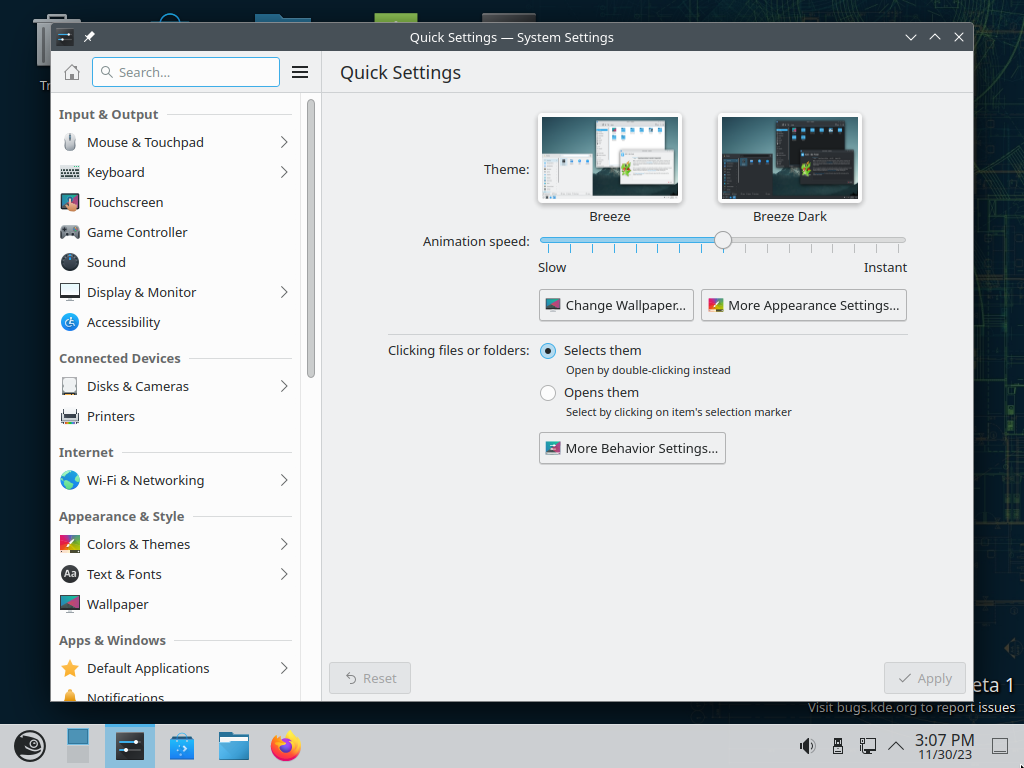 Quick Settings — System Settings
Search...
Quick Settings
Input & Output
Mouse & Touchpad
Keyboard
Touchscreen
Game Controller
Sound
Display & Monitor
Accessibility
Connected Devices
Disks & Cameras
Printers
Internet
Wi-Fi & Networking
Appearance & Style
Colors & Themes
Aa Text & Fonts
Wallpaper
Apps & Windows
Default Applications
Notifications
Theme:
Breeze
Breeze Dark
Animation speed:
Slow
Instant
Change Wallpaper...
More Appearance Settings...
Clicking files or folders:
Selects them
Open by double-clicking instead
Opens them
Select by clicking on item's selection marker
More Behavior Settings...
Reset
Apply
eta 1
Visit bugs.kde.org to report issues
3:07 PM
11/30/23